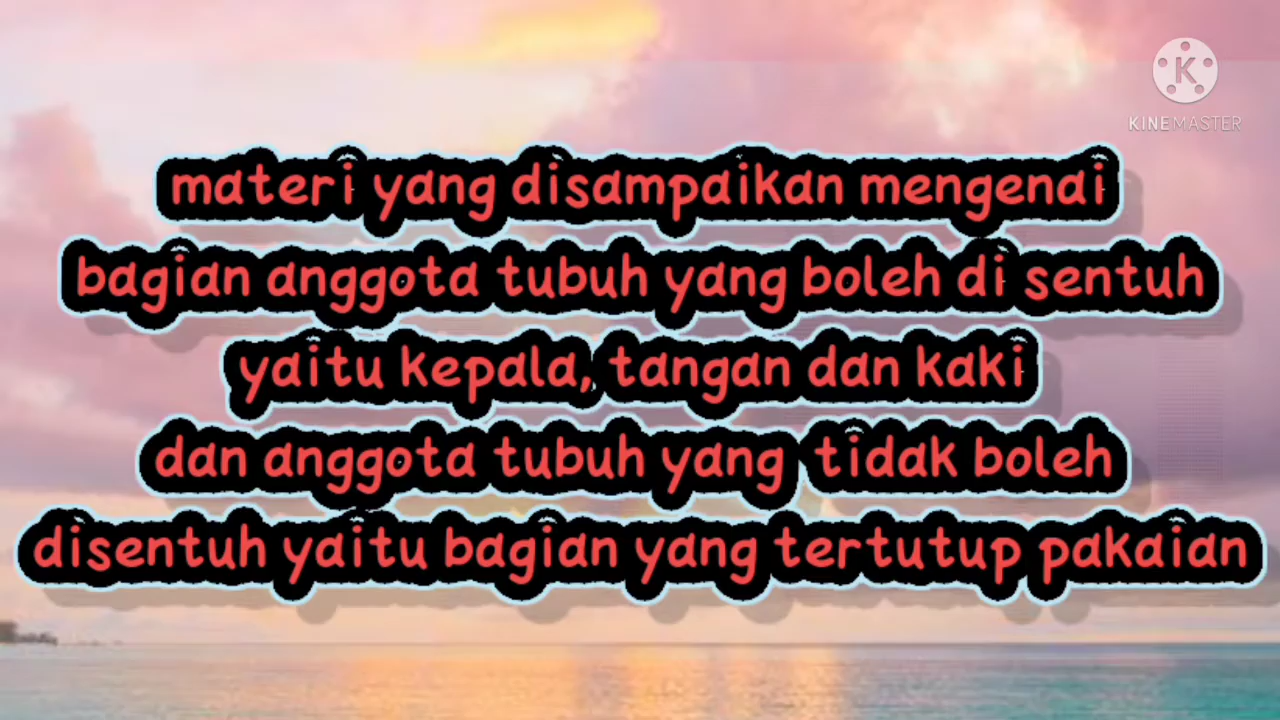 KINEMASTER
materi yang disampaikan mengenai
bagian anggota tubuh yang boleh di sentuh
yaitu kepala, tangan dan kaki
dan anggota tubuh yang tidak boleh
disentuh yaitu bagian yang tertutup pakaian